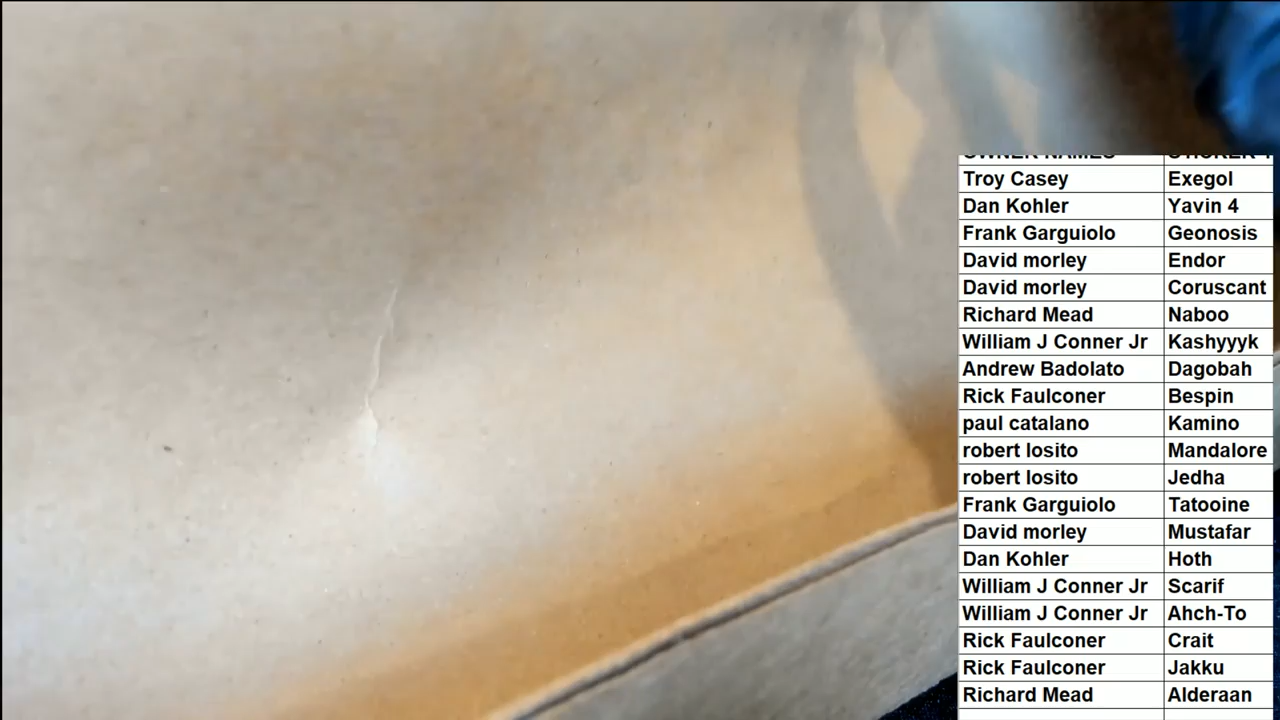 OWNER NAMES STICKER
Troy Casey Exegol
Dan Kohler Yavin 4
Frank Garguiolo Geonosis
David morley Endor
David morley Coruscant
Richard Mead Naboo
William J Conner Jr Kashyyyk
Andrew Badolato Dagobah
Rick Faulconer Bespin
paul catalano Kamino
robert losito Mandalore
robert losito Jedha
Frank Garguiolo Tatooine
David morley Mustafar
Dan Kohler Hoth
William J Conner Jr Scarif
William J Conner Jr Ahch-To
Rick Faulconer Crait
Rick Faulconer Jakku
Richard Mead Alderaan